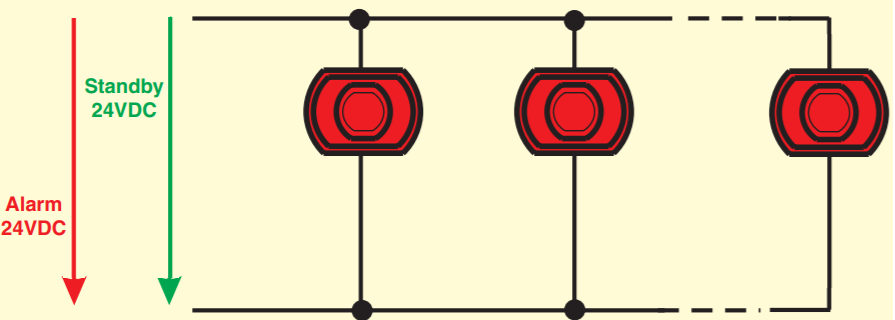 Standby
24VDC
Alarm
24VDC